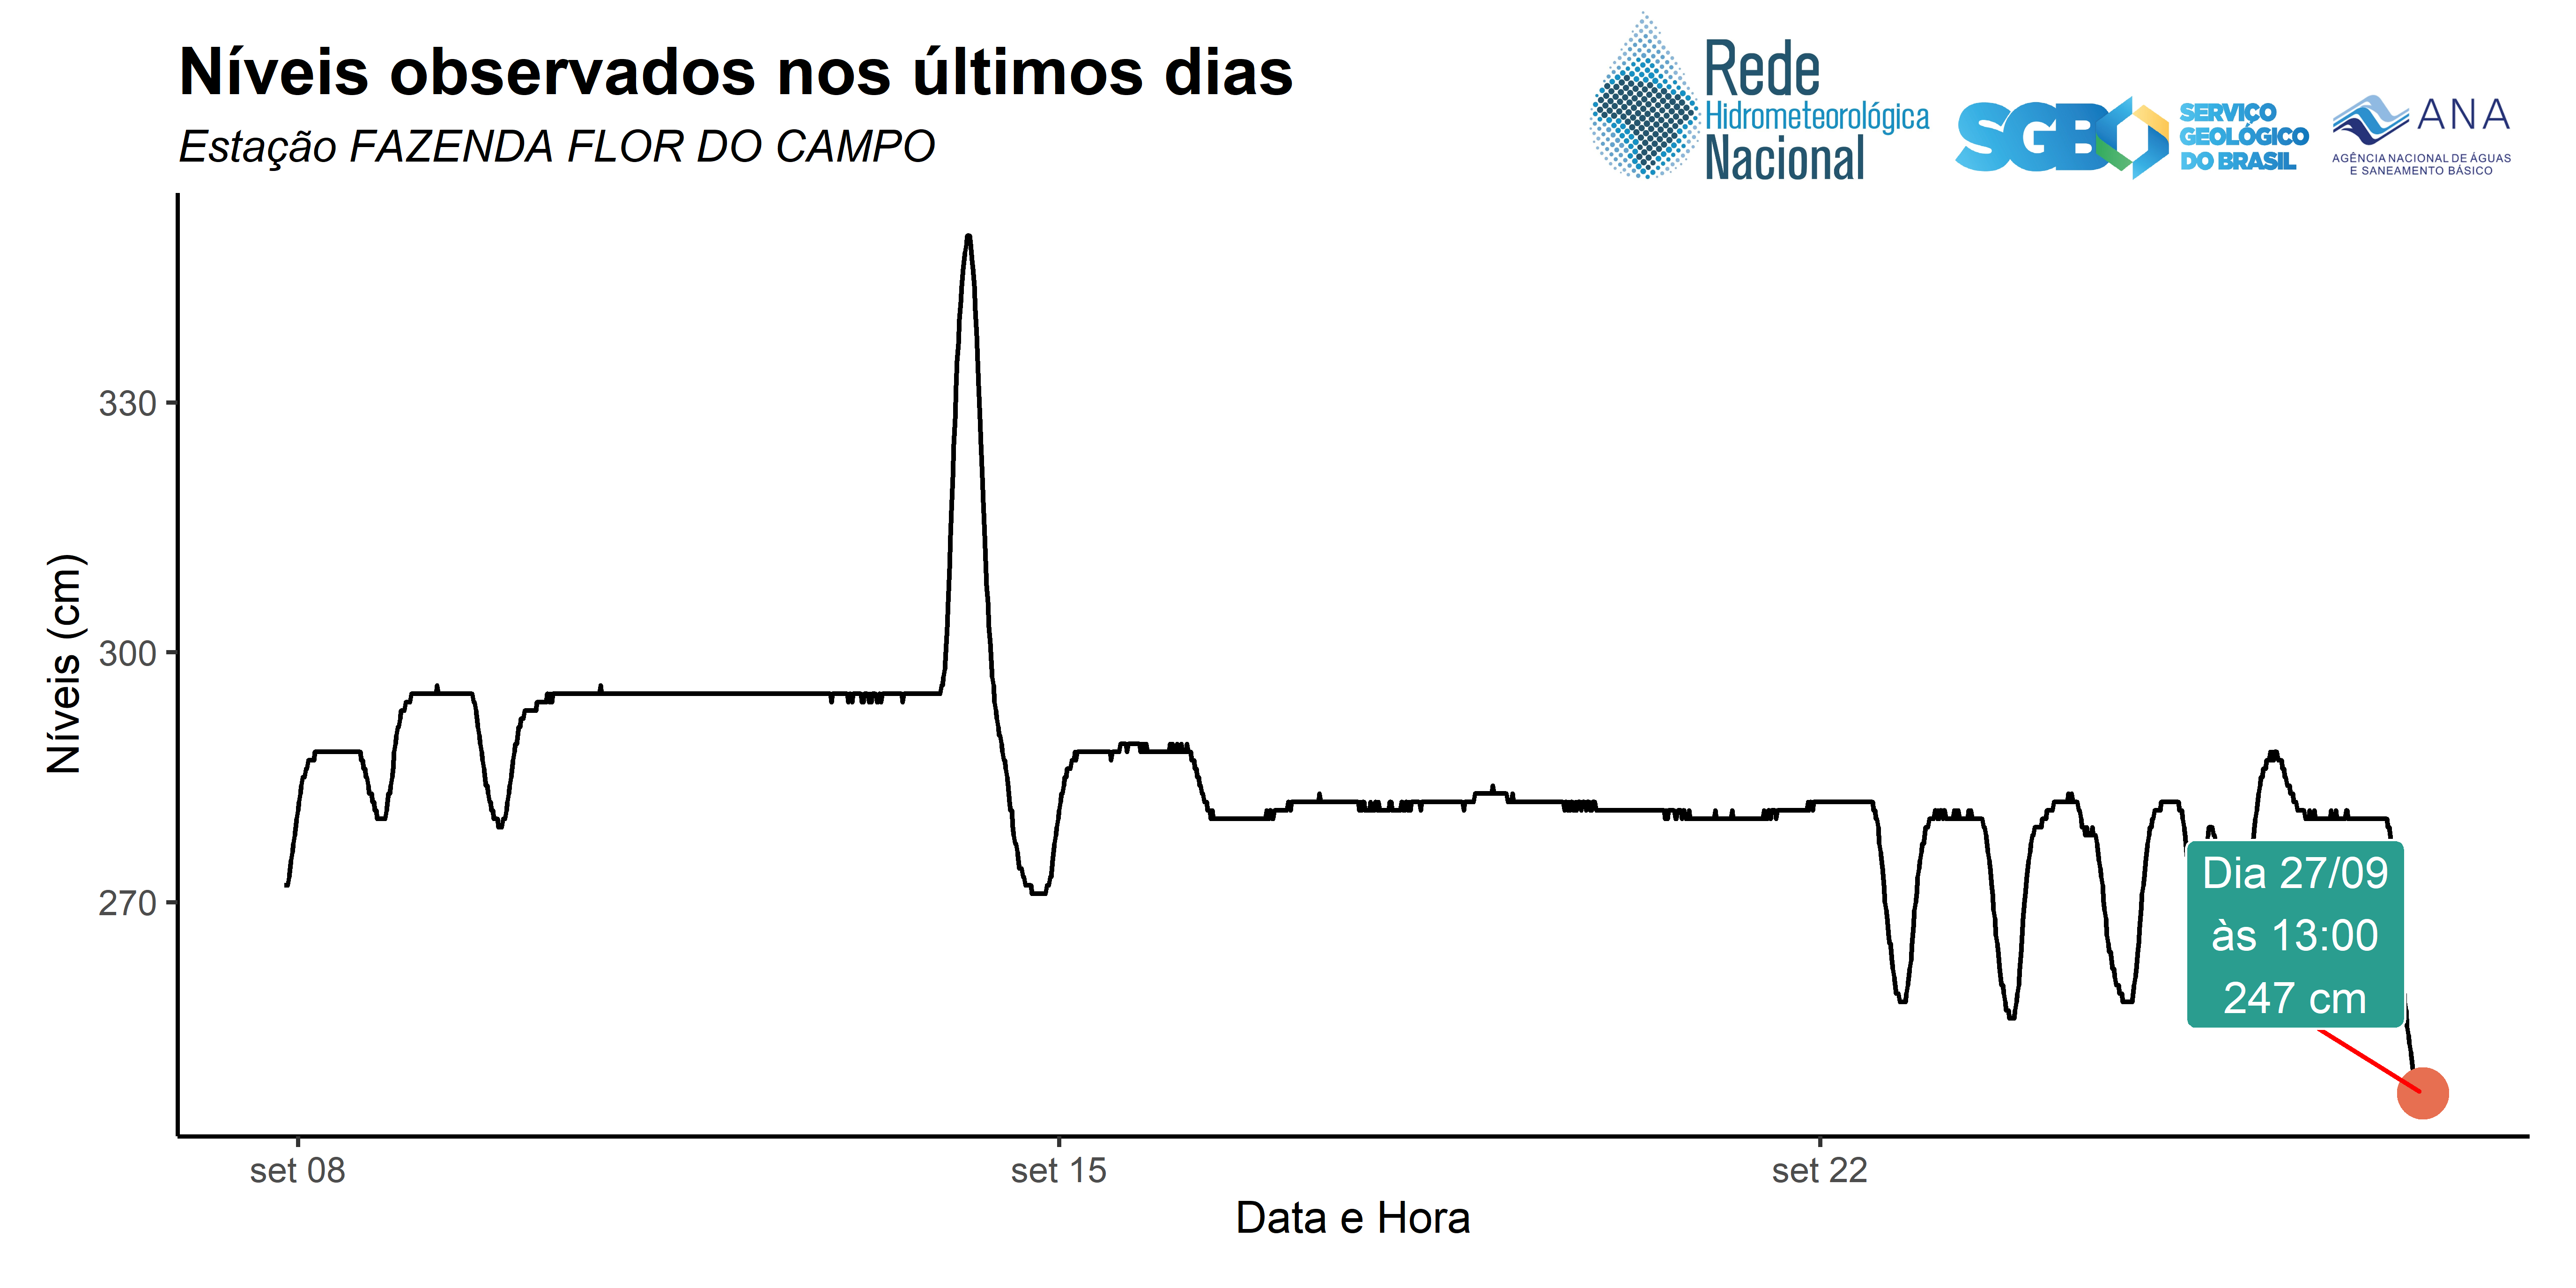 Níveis observados nos últimos dias
Estação FAZENDA FLOR DO CAMPO
Rede
Hidrometeorológica
Nacional
SGB
SERVIÇO
GEOLÓGICO
DO BRASIL
ANA
AGÊNCIA NACIONAL DE ÁGUAS
E SANEAMENTO BÁSICO
Níveis (cm)
330
300
270
Dia 27/09
às 13:00
247 cm
set 08
set 15
set 22
Data e Hora